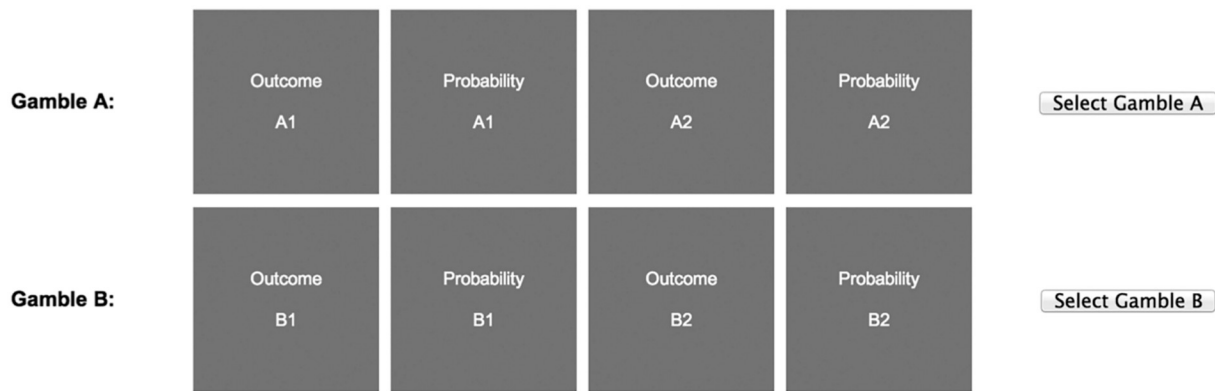 Gamble A:
Outcome
A1
Probability
A1
Outcome
A2
Probability
A2
Select Gamble A
Gamble B:
Outcome
B1
Probability
B1
Outcome
B2
Probability
B2
Select Gamble B